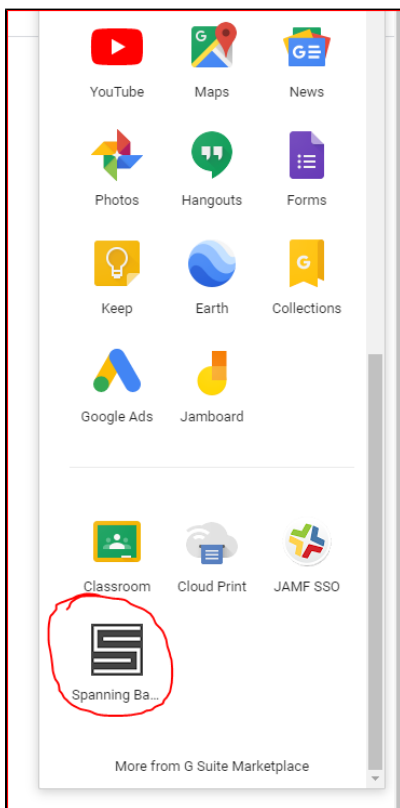 YouTube Maps News
Photos Hangouts Forms
Keep Earth Collections
Google Ads Jamboard
Classroom Cloud Print JAMF SSO
Spanning Ba...
More from G Suite Marketplace